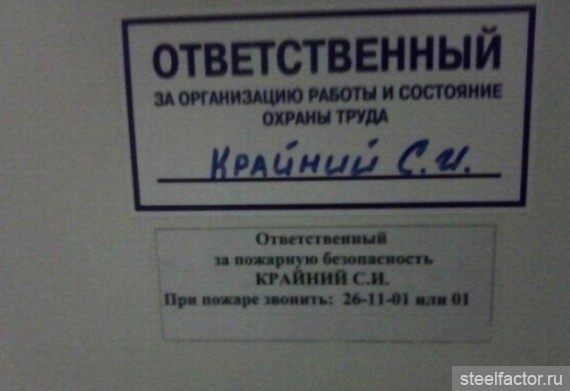 ОТВЕТСТВЕННЫЙ
ЗА ОРГАНИЗАЦИЮ РАБОТЫ И СОСТОЯНИЕ
ОХРАНЫ ТРУДА
КРАЙНИЙ С.И.
Ответственный
за пожарную безопасность
КРАЙНИЙ С.И.
При пожаре звонить: 26-11-01 или 01
steelfactor.ru